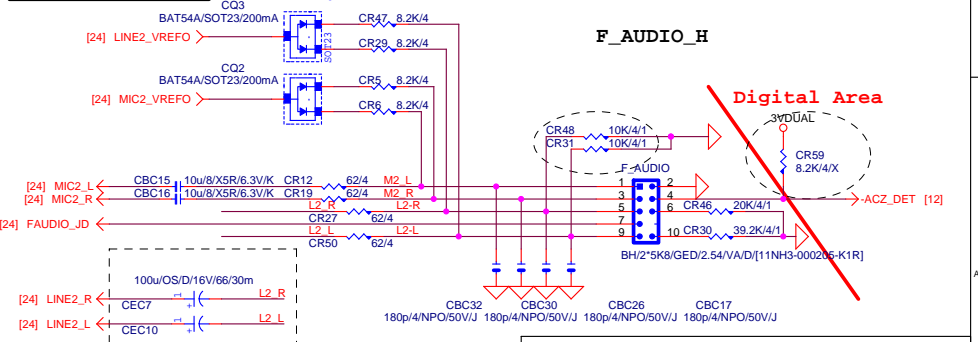 CQ3
BAT54A/SOT23/200mA
[24] LINE2_VREFO
CR47 8.2K/4
CR29 8.2K/4
SOT23
CQ2
BAT54A/SOT23/200mA
[24] MIC2_VREFO
CR5 8.2K/4
CR6 8.2K/4
F_AUDIO_H
Digital Area
3VDUAL
CR59
8.2K/4/X
CR48 10K/4/1
CR31 10K/4/1
F_AUDIO
[24] MIC2_L
CBC15 10u/8/X5R/6.3V/K
CR12 62/4
M2_L
1 2
[24] MIC2_R
CBC16 10u/8/X5R/6.3V/K
CR19 62/4
M2_R
3 4
-ACZ_DET [12]
L2_R
L2-R
5 6
CR46 20K/4/1
[24] FAUDIO_JD
CR27 62/4
7
L2_L
L2-L
9 10
CR30 39.2K/4/1
CR50 62/4
BH/2*5K8/GED/2.54/VA/D/[11NH3-000205-K1R]
100u/OS/D/16V/66/30m
[24] LINE2_R
CEC7
1
+
L2_R
[24] LINE2_L
CEC10
1
+
L2_L
CBC32 CBC30 CBC26 CBC17
180p/4/NPO/50V/J 180p/4/NPO/50V/J 180p/4/NPO/50V/J 180p/4/NPO/50V/J
A